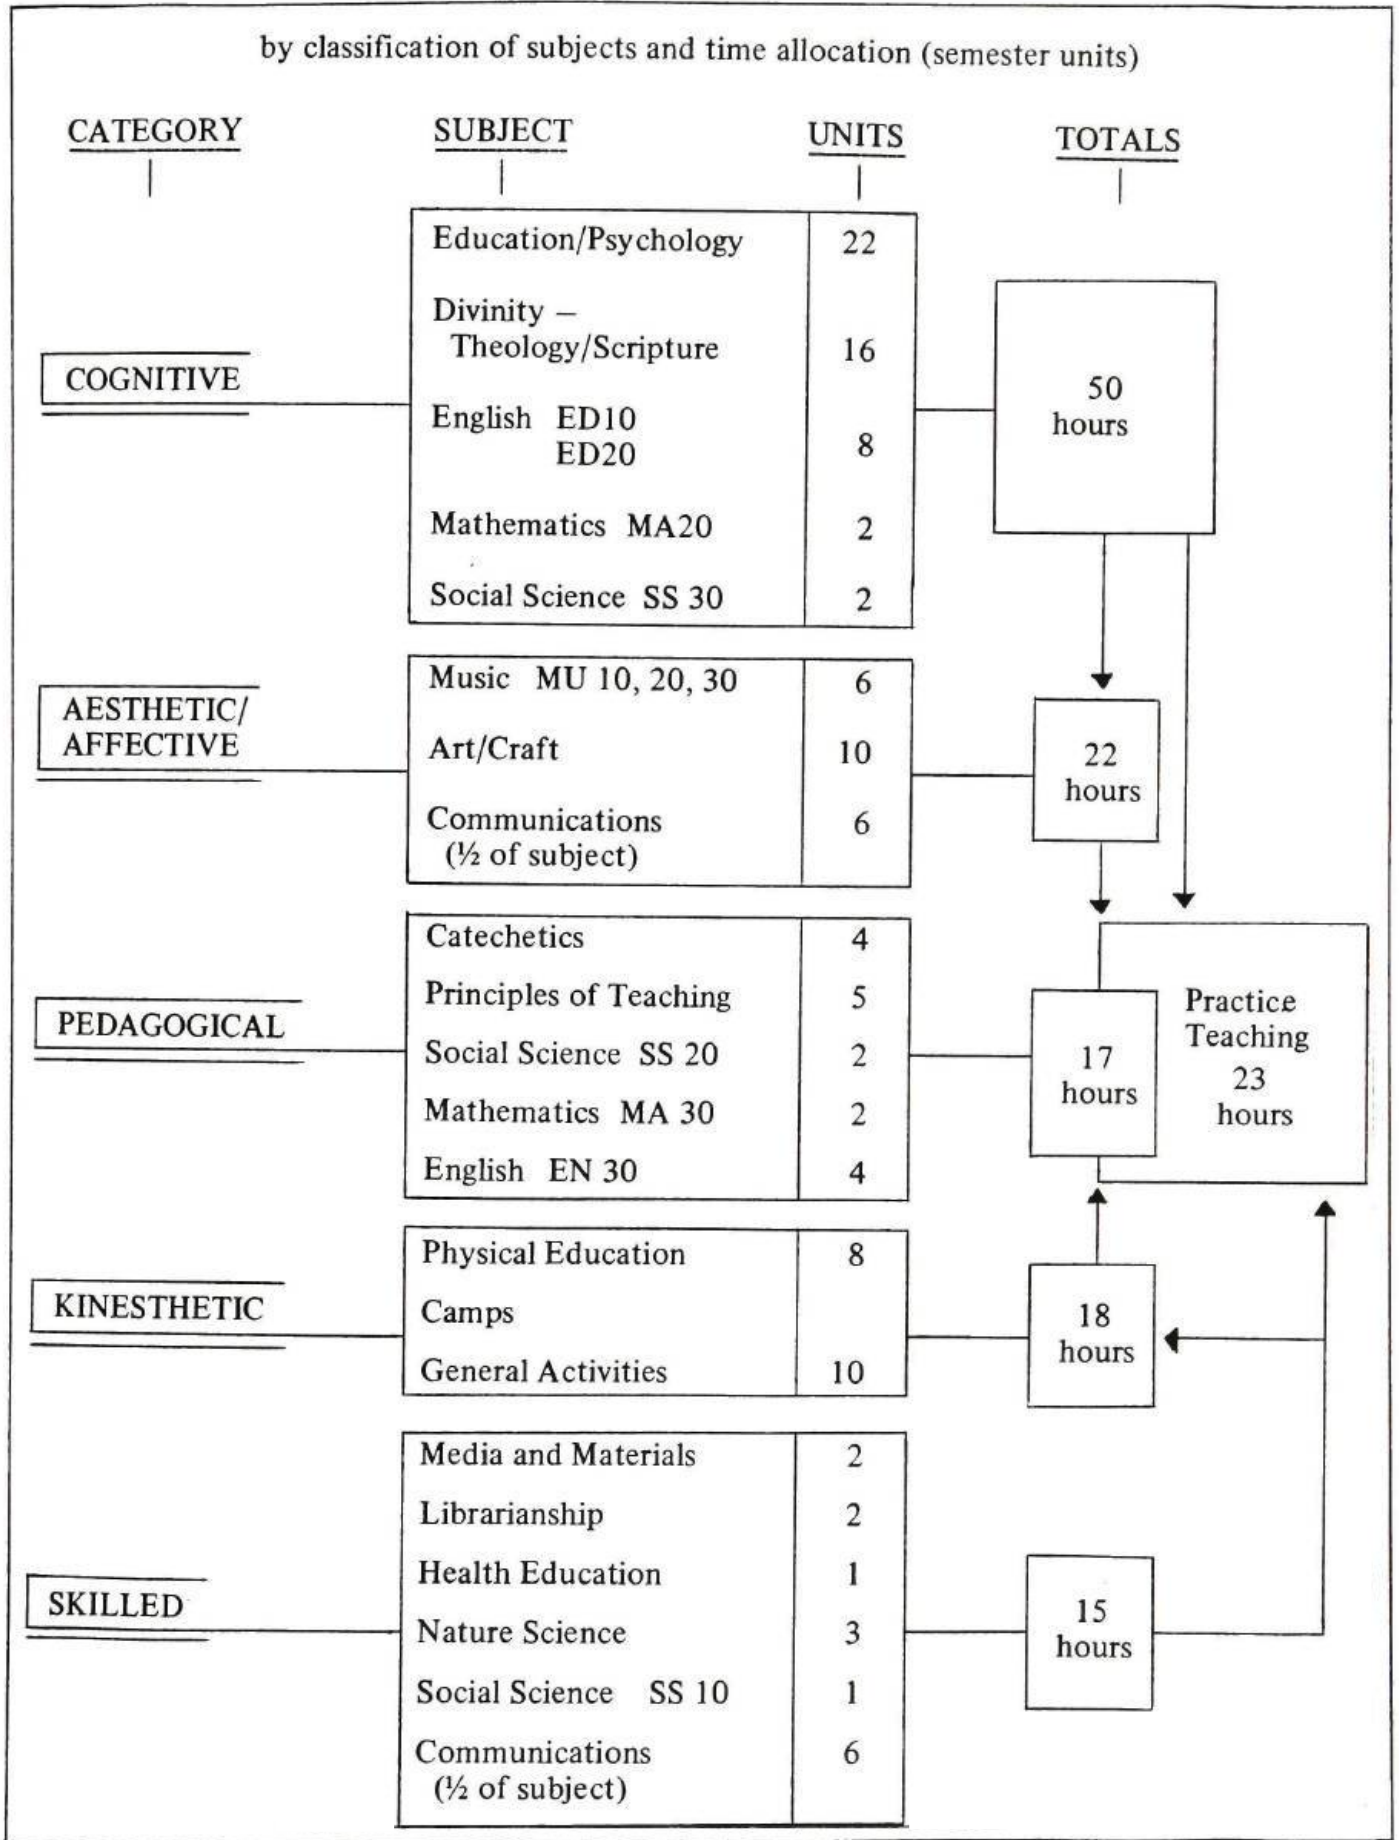 by classification of subjects and time allocation (semester units)
CATEGORY SUBJECT UNITS TOTALS
COGNITIVE
Education/Psychology 22
Divinity –
Theology/Scripture 16
English ED10
ED20 8
Mathematics MA20 2
Social Science SS 30 2
50
hours
AESTHETIC/
AFFECTIVE
Music MU 10, 20, 30 6
Art/Craft 10
Communications 6
(½ of subject)
22
hours
PEDAGOGICAL
Catechetics 4
Principles of Teaching 5
Social Science SS 20 2
Mathematics MA 30 2
English EN 30 4
17
hours
Practice
Teaching
23
hours
KINESTHETIC
Physical Education 8
Camps
General Activities 10
18
hours
SKILLED
Media and Materials 2
Librarianship 2
Health Education 1
Nature Science 3
Social Science SS 10 1
Communications 6
(½ of subject)
15
hours